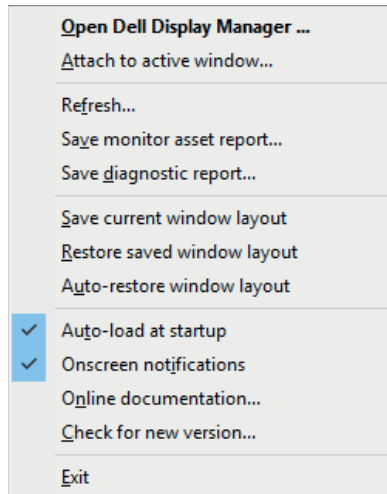 Open Dell Display Manager ...
Attach to active window...
Refresh...
Save monitor asset report...
Save diagnostic report...
Save current window layout
Restore saved window layout
Auto-restore window layout
Auto-load at startup
Onscreen notifications
Online documentation...
Check for new version...
Exit